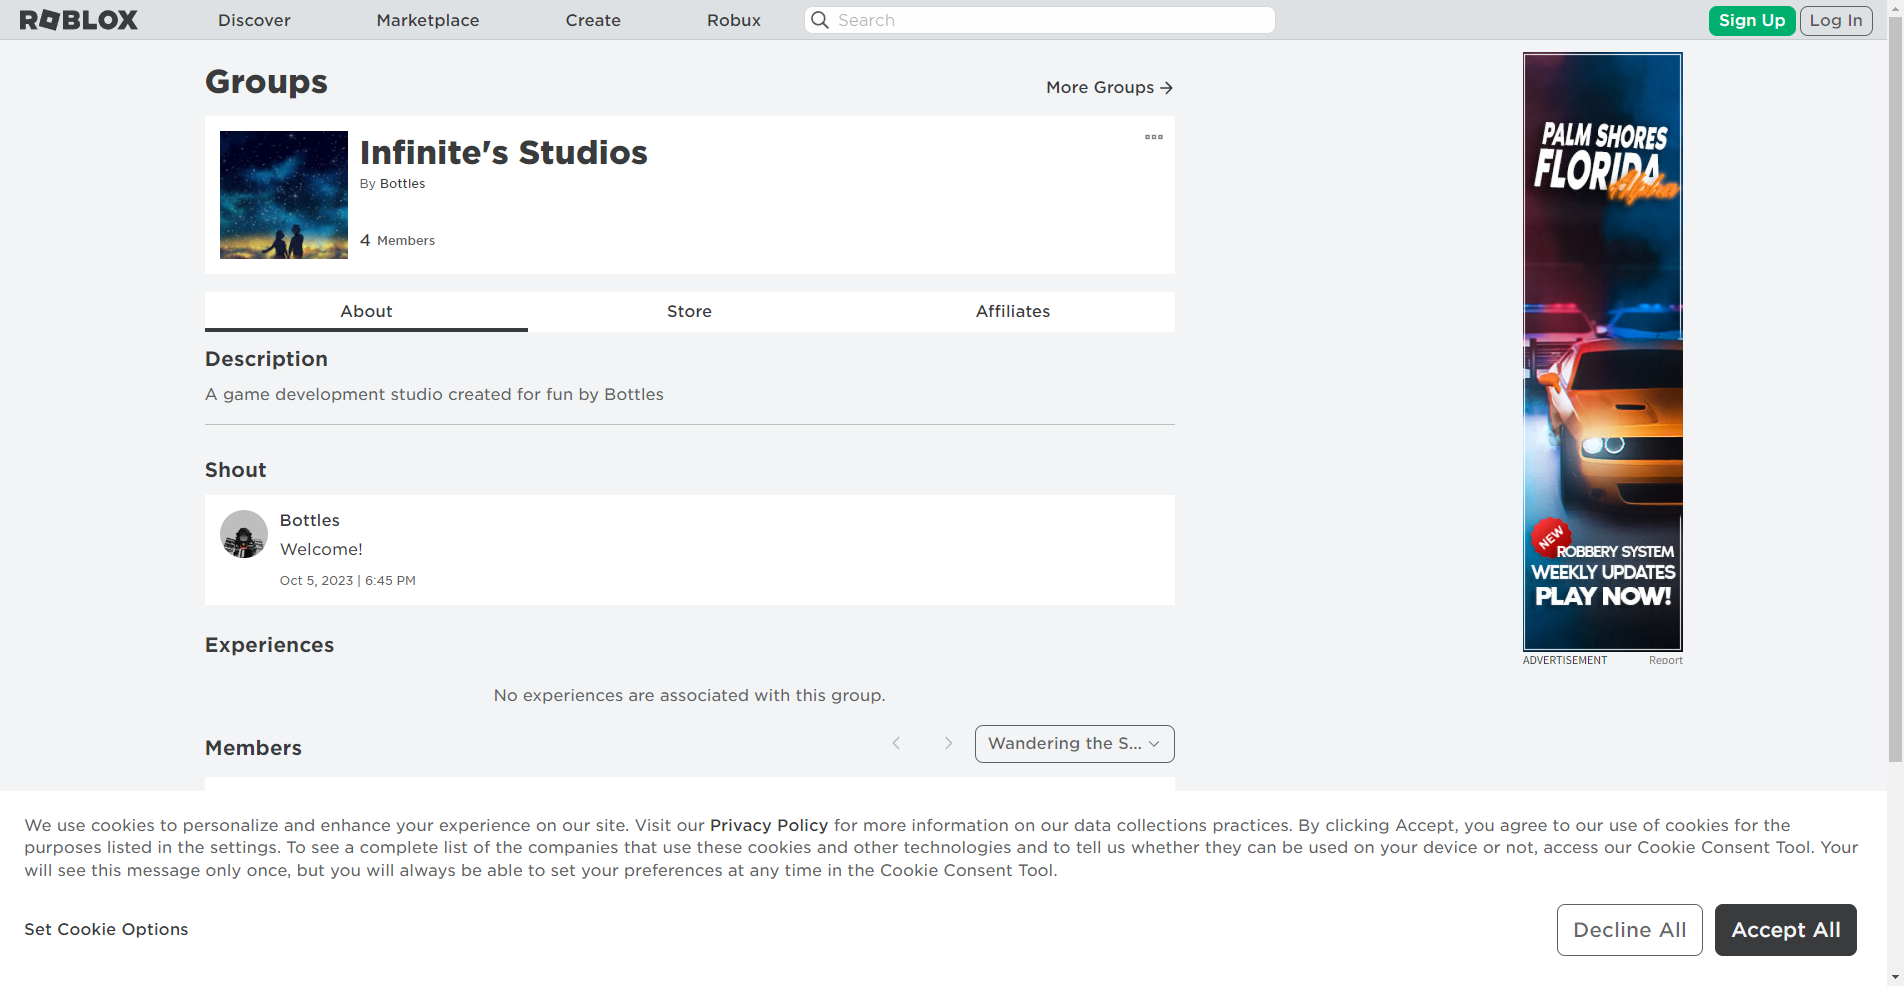 ROBLOX
Discover
Marketplace
Create
Robux
Search
Sign Up
Log In
Groups
More Groups
Infinite's Studios
By Bottles
4 Members
About
Store
Affiliates
Description
A game development studio created for fun by Bottles
Shout
Bottles
Welcome!
Oct 5, 2023 | 6:45 PM
Experiences
No experiences are associated with this group.
Members
Wandering the S...
PALM SHORES
FLORIDA
Alpha
NEW
ROBBERY SYSTEM
WEEKLY UPDATES
PLAY NOW!
ADVERTISEMENT
Report
We use cookies to personalize and enhance your experience on our site. Visit our Privacy Policy for more information on our data collections practices. By clicking Accept, you agree to our use of cookies for the
purposes listed in the settings. To see a complete list of the companies that use these cookies and other technologies and to tell us whether they can be used on your device or not, access our Cookie Consent Tool. Your
will see this message only once, but you will always be able to set your preferences at any time in the Cookie Consent Tool.
Set Cookie Options
Decline All
Accept All